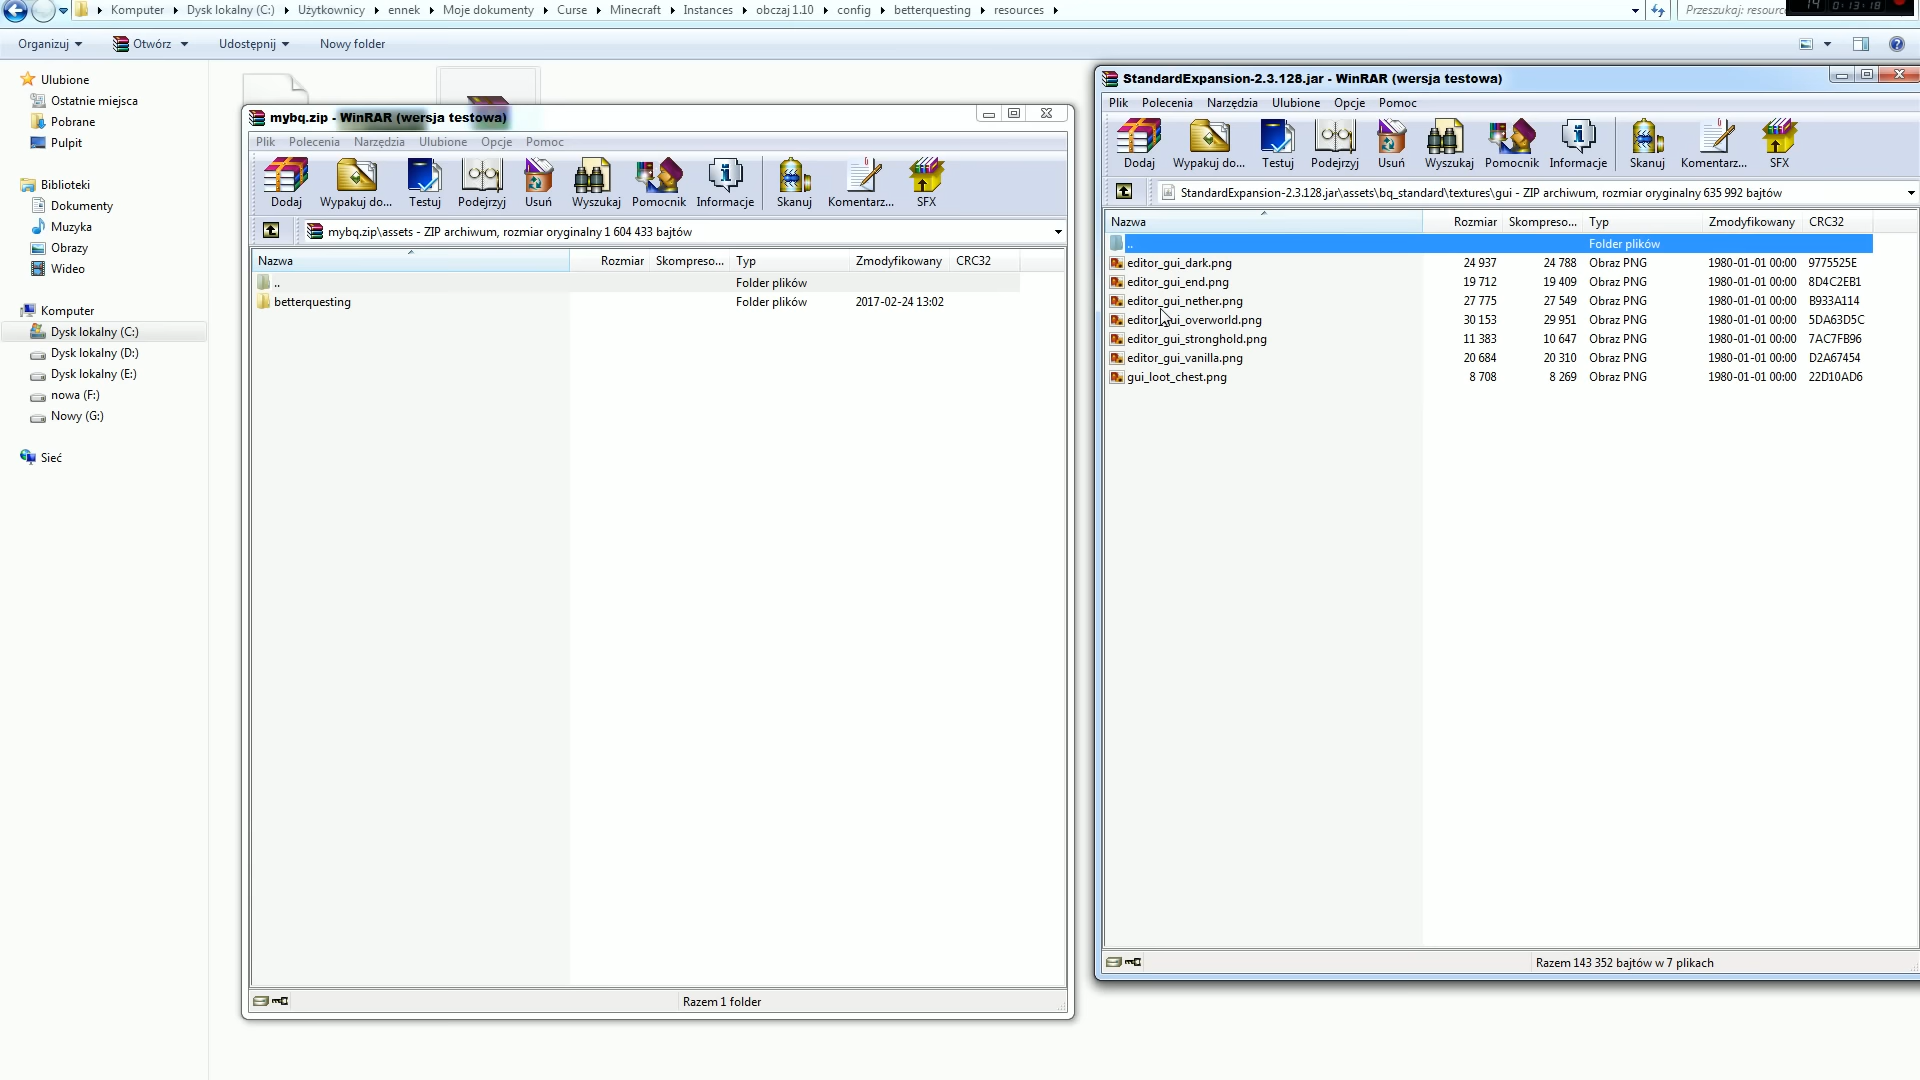 Komputer Dysk lokalny (C:) Użytkownicy ennek Moje dokumenty Curse Minecraft Instances obczaj 1.10 config betterquesting resources
Przeszukaj: resourc
0:13:18
Organizuj Otwórz Udostępnij Nowy folder
Ulubione
Ostatnie miejsca
Pobrane
Pulpit
Biblioteki
Dokumenty
Muzyka
Obrazy
Video
Komputer
Dysk lokalny (C:)
Dysk lokalny (D:)
Dysk lokalny (E:)
nowa (F:)
Nowy (G:)
Sieć
mybq.zip - WinRAR (wersja testowa)
Plik Polecenia Narzędzia Ulubione Opcje Pomoc
Dodaj Wypakuj do... Testuj Podejrzyj Usuń Wyszukaj Pomocnik Informacje Skanuj Komentarz... SFX
mybq.zip\assets - ZIP archiwum, rozmiar oryginalny 1 604 433 bajtów
Nazwa Rozmiar Skompreso... Typ Zmodyfikowany CRC32
.. Folder plików
betterquesting Folder plików 2017-02-24 13:02
Razem 1 folder
StandardExpansion-2.3.128.jar - WinRAR (wersja testowa)
Plik Polecenia Narzędzia Ulubione Opcje Pomoc
Dodaj Wypakuj do... Testuj Podejrzyj Usuń Wyszukaj Pomocnik Informacje Skanuj Komentarz... SFX
StandardExpansion-2.3.128.jar\assets\bq_standard\textures\gui - ZIP archiwum, rozmiar oryginalny 635 992 bajtów
Nazwa Rozmiar Skompreso... Typ Zmodyfikowany CRC32
.. Folder plików
editor_gui_dark.png 24 937 24 788 Obraz PNG 1980-01-01 00:00 9775525E
editor_gui_end.png 19 712 19 409 Obraz PNG 1980-01-01 00:00 8D4C2EB1
editor_gui_nether.png 27 775 27 549 Obraz PNG 1980-01-01 00:00 B933A114
editor_gui_overworld.png 30 153 29 951 Obraz PNG 1980-01-01 00:00 5DA63D5C
editor_gui_stronghold.png 11 383 10 647 Obraz PNG 1980-01-01 00:00 7AC7FB96
editor_gui_vanilla.png 20 684 20 310 Obraz PNG 1980-01-01 00:00 D2A67454
gui_loot_chest.png 8 708 8 269 Obraz PNG 1980-01-01 00:00 22D10AD6
Razem 143 352 bajtów w 7 plikach